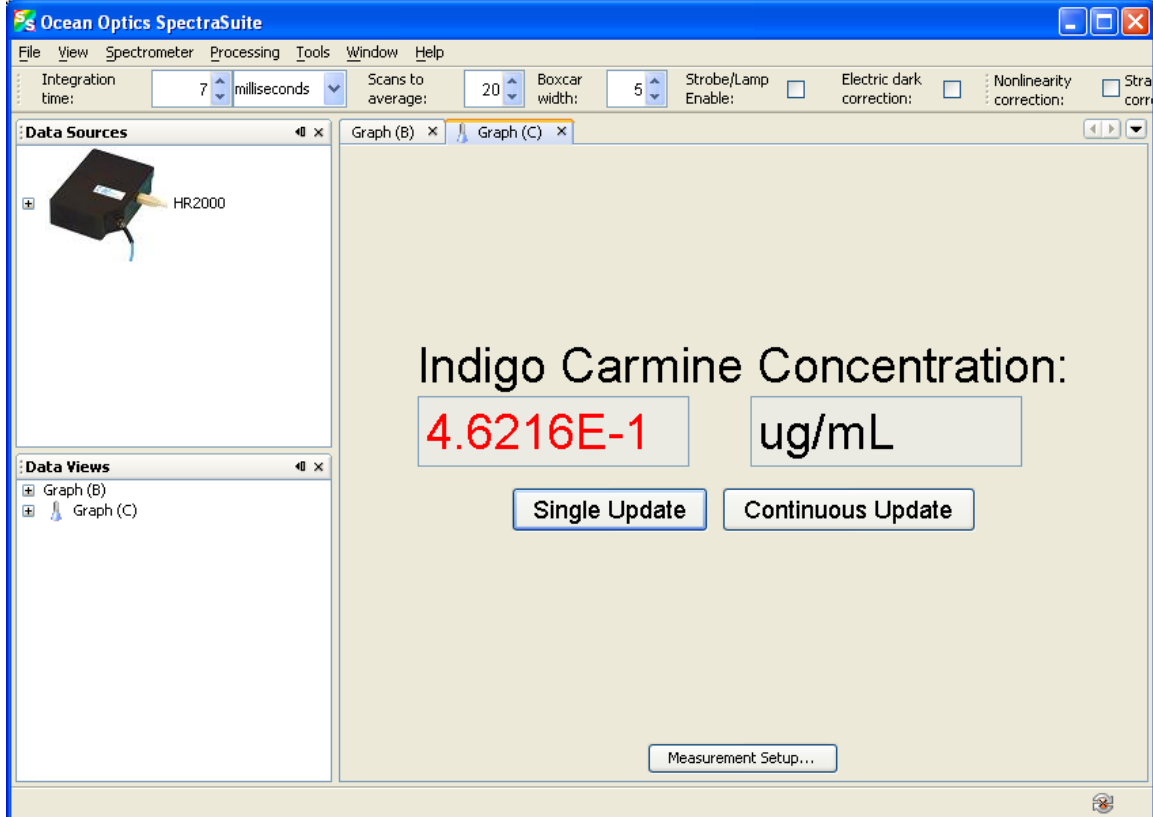 Ocean Optics SpectraSuite
File View Spectrometer Processing Tools Window Help
Integration time: 7 milliseconds Scans to average: 20 Boxcar width: 5 Strobe/Lamp Enable: Electric dark correction: Nonlinearity correction: Stra corr
Data Sources
Graph (B) Graph (C)
HR2000
Indigo Carmine Concentration:
4.6216E-1 ug/mL
Single Update Continuous Update
Data Views
Graph (B)
Graph (C)
Measurement Setup...